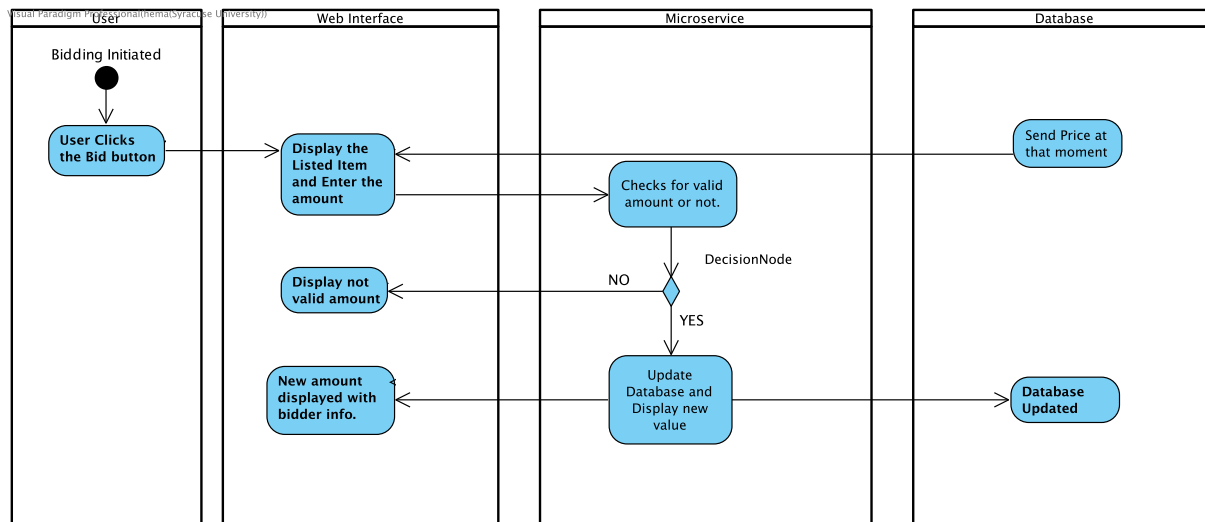 Visual Paradigm Professional(hema(Syracuse University))
User
Web Interface
Microservice
Database
Bidding Initiated
User Clicks
the Bid button
Display the
Listed Item
and Enter the
amount
Send Price at
that moment
Checks for valid
amount or not.
DecisionNode
NO
Display not
valid amount
YES
New amount
displayed with
bidder info.
Update
Database and
Display new
value
Database
Updated